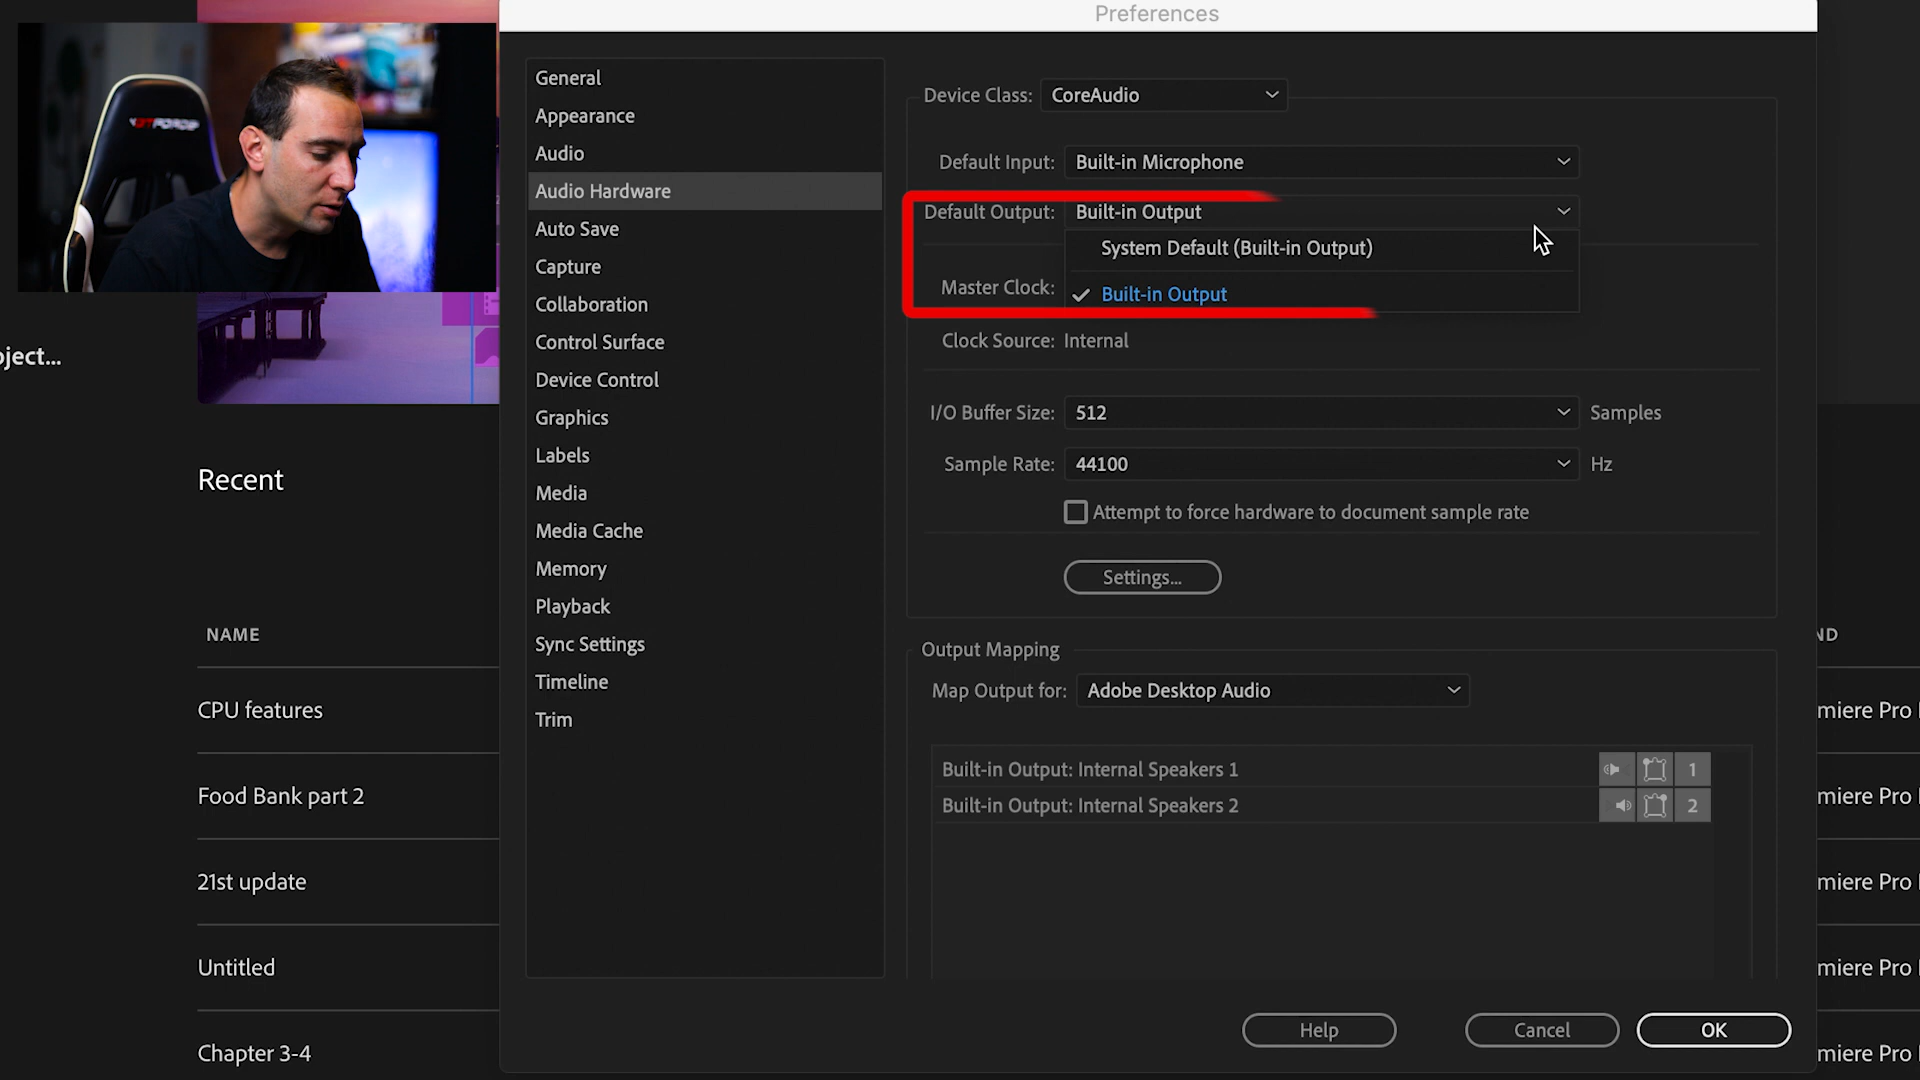 Preferences
General
Appearance
Audio
Audio Hardware
Auto Save
Capture
Collaboration
Control Surface
Device Control
Graphics
Labels
Media
Media Cache
Memory
Playback
Sync Settings
Timeline
Trim
Device Class: CoreAudio
Default Input: Built-in Microphone
Default Output: Built-in Output
System Default (Built-in Output)
Master Clock:
Built-in Output
Clock Source: Internal
I/O Buffer Size: 512 Samples
Sample Rate: 44100 Hz
Attempt to force hardware to document sample rate
Settings...
Output Mapping
Map Output for: Adobe Desktop Audio
Built-in Output: Internal Speakers 1 1
Built-in Output: Internal Speakers 2 2
Help Cancel OK
oject...
Recent
NAME ND
CPU features miere Pro
Food Bank part 2 miere Pro
21st update miere Pro
Untitled miere Pro
Chapter 3-4 miere Pro